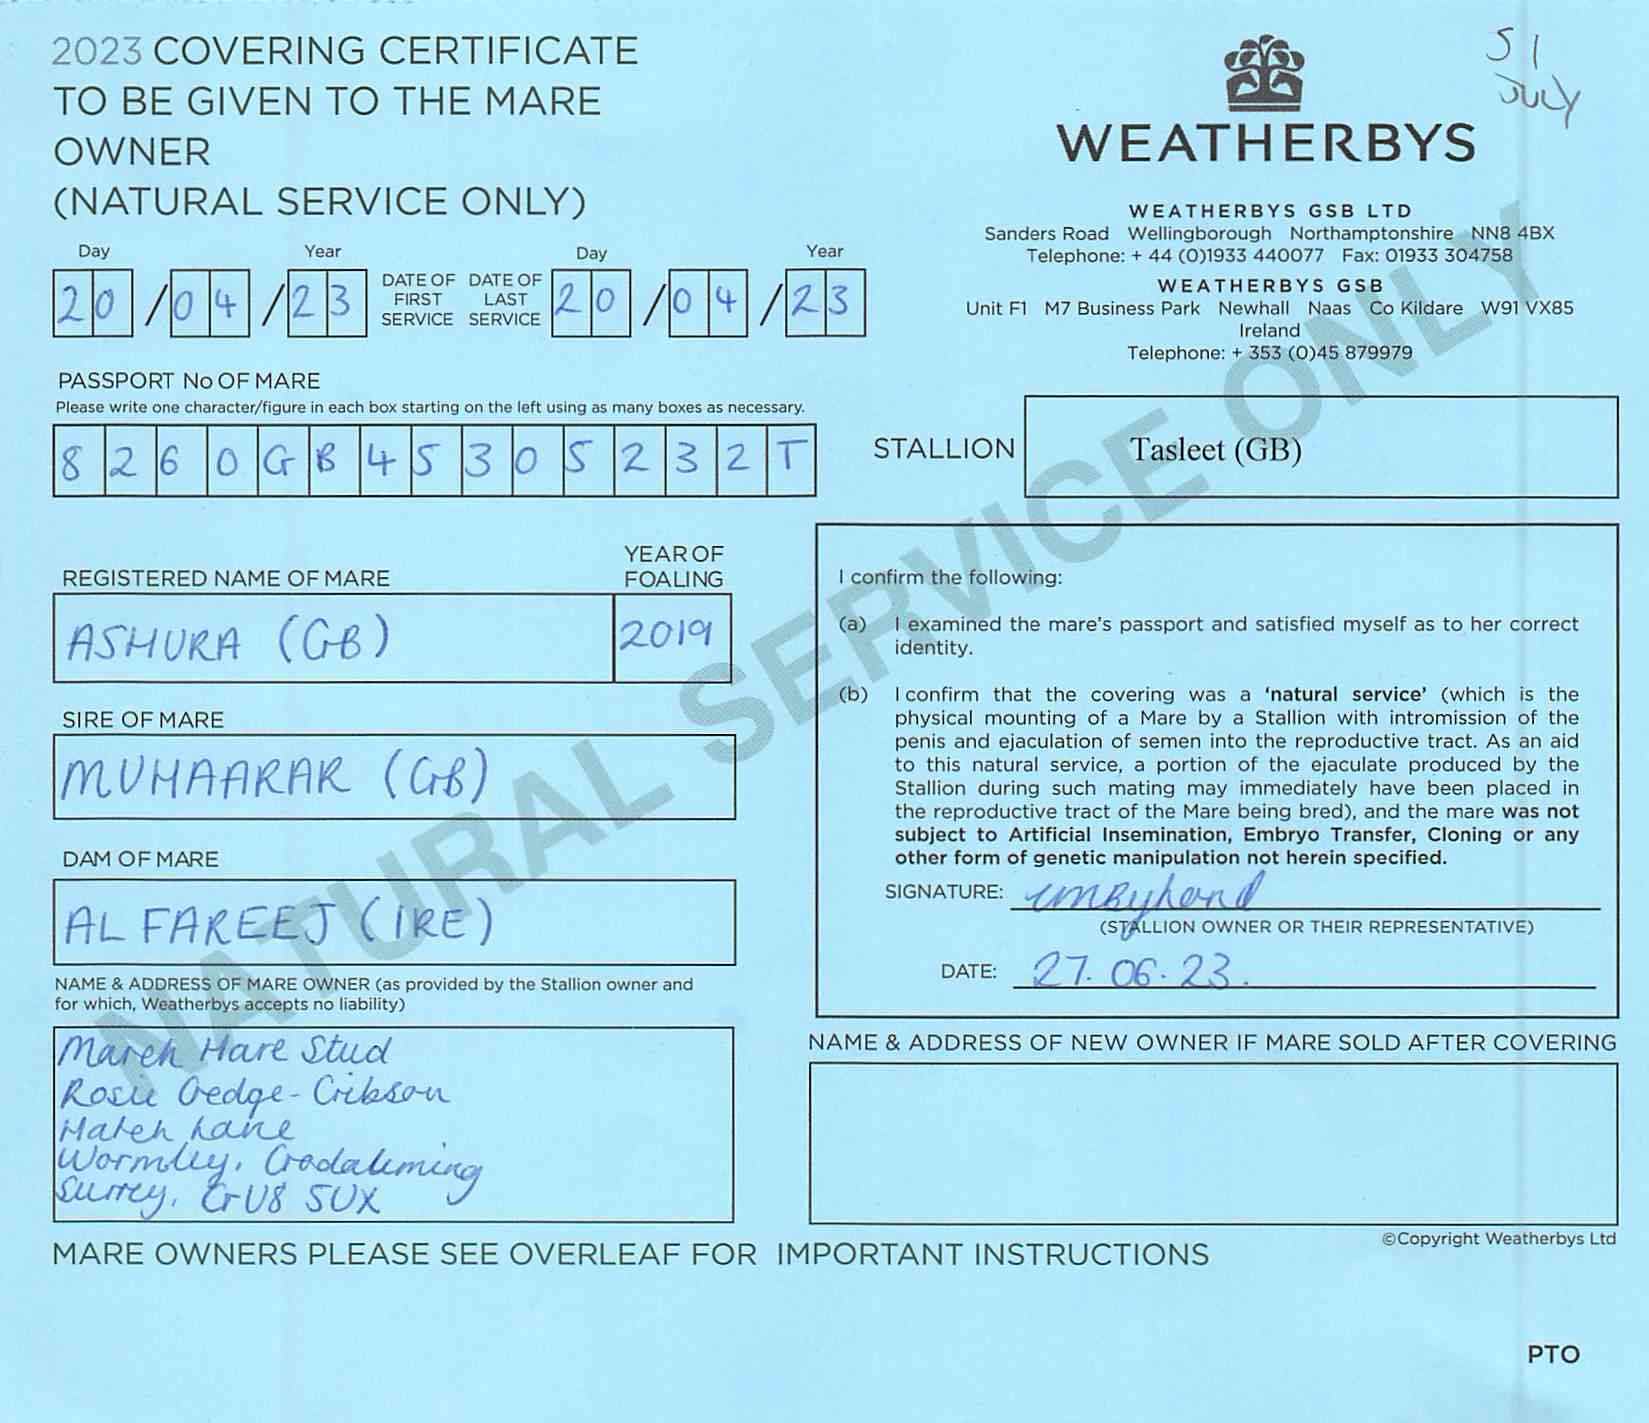 2023 COVERING CERTIFICATE
TO BE GIVEN TO THE MARE
OWNER
(NATURAL SERVICE ONLY)
S1
JULY
WEATHERBYS
WEATHERBYS GSB LTD
Sanders Road Wellingborough Northamptonshire NN8 4BX
Telephone: + 44 (0)1933 440077 Fax: 01933 304758
WEATHERBYS GSB
Unit F1 M7 Business Park Newhall Naas Co Kildare W91 VX85
Ireland
Telephone: + 353 (0)45 879979
Day Year
20/04/23
DATE OF
FIRST
SERVICE
DATE OF
LAST
SERVICE
Day Year
20/04/23
PASSPORT No OF MARE
Please write one character/figure in each box starting on the left using as many boxes as necessary.
8260GB45305232T
STALLION
Tasleet (GB)
REGISTERED NAME OF MARE
ASHURA (GB)
YEAR OF
FOALING
2019
SIRE OF MARE
MUHAARAR (GB)
DAM OF MARE
AL FAREEJ (IRE)
NAME & ADDRESS OF MARE OWNER (as provided by the Stallion owner and
for which, Weatherbys accepts no liability)
March Hare Stud
Rosie Gedge-Gibson
Hatch Lane
Wormley, Godalming
Surrey, GU8 5UX
I confirm the following:
(a) I examined the mare's passport and satisfied myself as to her correct
identity.
(b) I confirm that the covering was a 'natural service' (which is the
physical mounting of a Mare by a Stallion with intromission of the
penis and ejaculation of semen into the reproductive tract. As an aid
to this natural service, a portion of the ejaculate produced by the
Stallion during such mating may immediately have been placed in
the reproductive tract of the Mare being bred), and the mare was not
subject to Artificial Insemination, Embryo Transfer, Cloning or any
other form of genetic manipulation not herein specified.
SIGNATURE:
(STALLION OWNER OR THEIR REPRESENTATIVE)
DATE: 27.06.23.
NAME & ADDRESS OF NEW OWNER IF MARE SOLD AFTER COVERING
©Copyright Weatherbys Ltd
MARE OWNERS PLEASE SEE OVERLEAF FOR IMPORTANT INSTRUCTIONS
PTO
NATURAL SERVICE ONLY